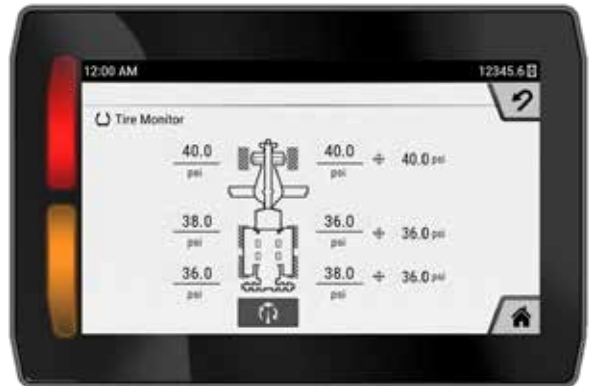 12:00 AM 12345.6
Tire Monitor
40.0 psi 40.0 psi 40.0 psi
38.0 psi 36.0 psi 36.0 psi
36.0 psi 38.0 psi 36.0 psi